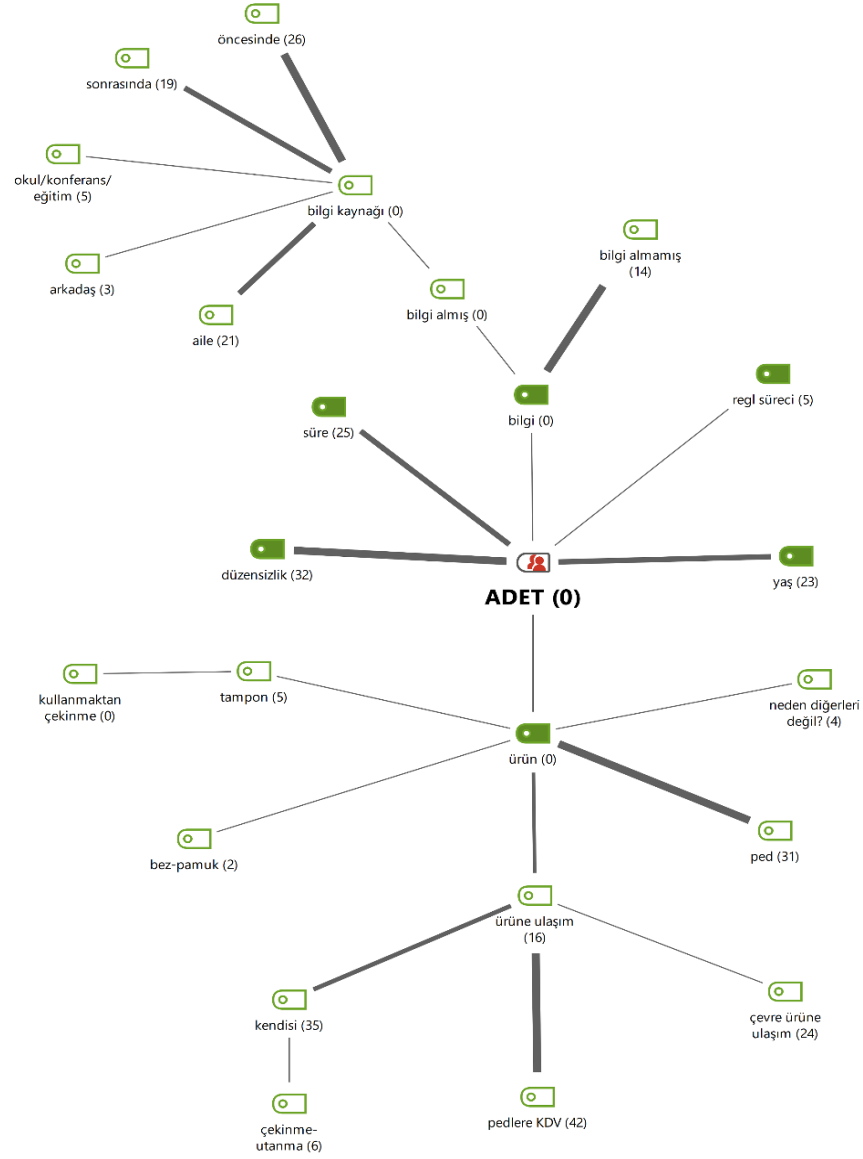 öncesinde (26)
sonrasında (19)
okul/konferans/
eğitim (5)
bilgi kaynağı (0)
arkadaş (3)
aile (21)
bilgi almış (0)
bilgi almamış
(14)
regl süreci (5)
bilgi (0)
süre (25)
düzensizlik (32)
yaş (23)
ADET (0)
kullanmaktan
çekinme (0)
tampon (5)
neden diğerleri
değil? (4)
ürün (0)
bez-pamuk (2)
ped (31)
ürüne ulaşım
(16)
kendisi (35)
çevre ürüne
ulaşım (24)
çekinme-
utanma (6)
pedlere KDV (42)